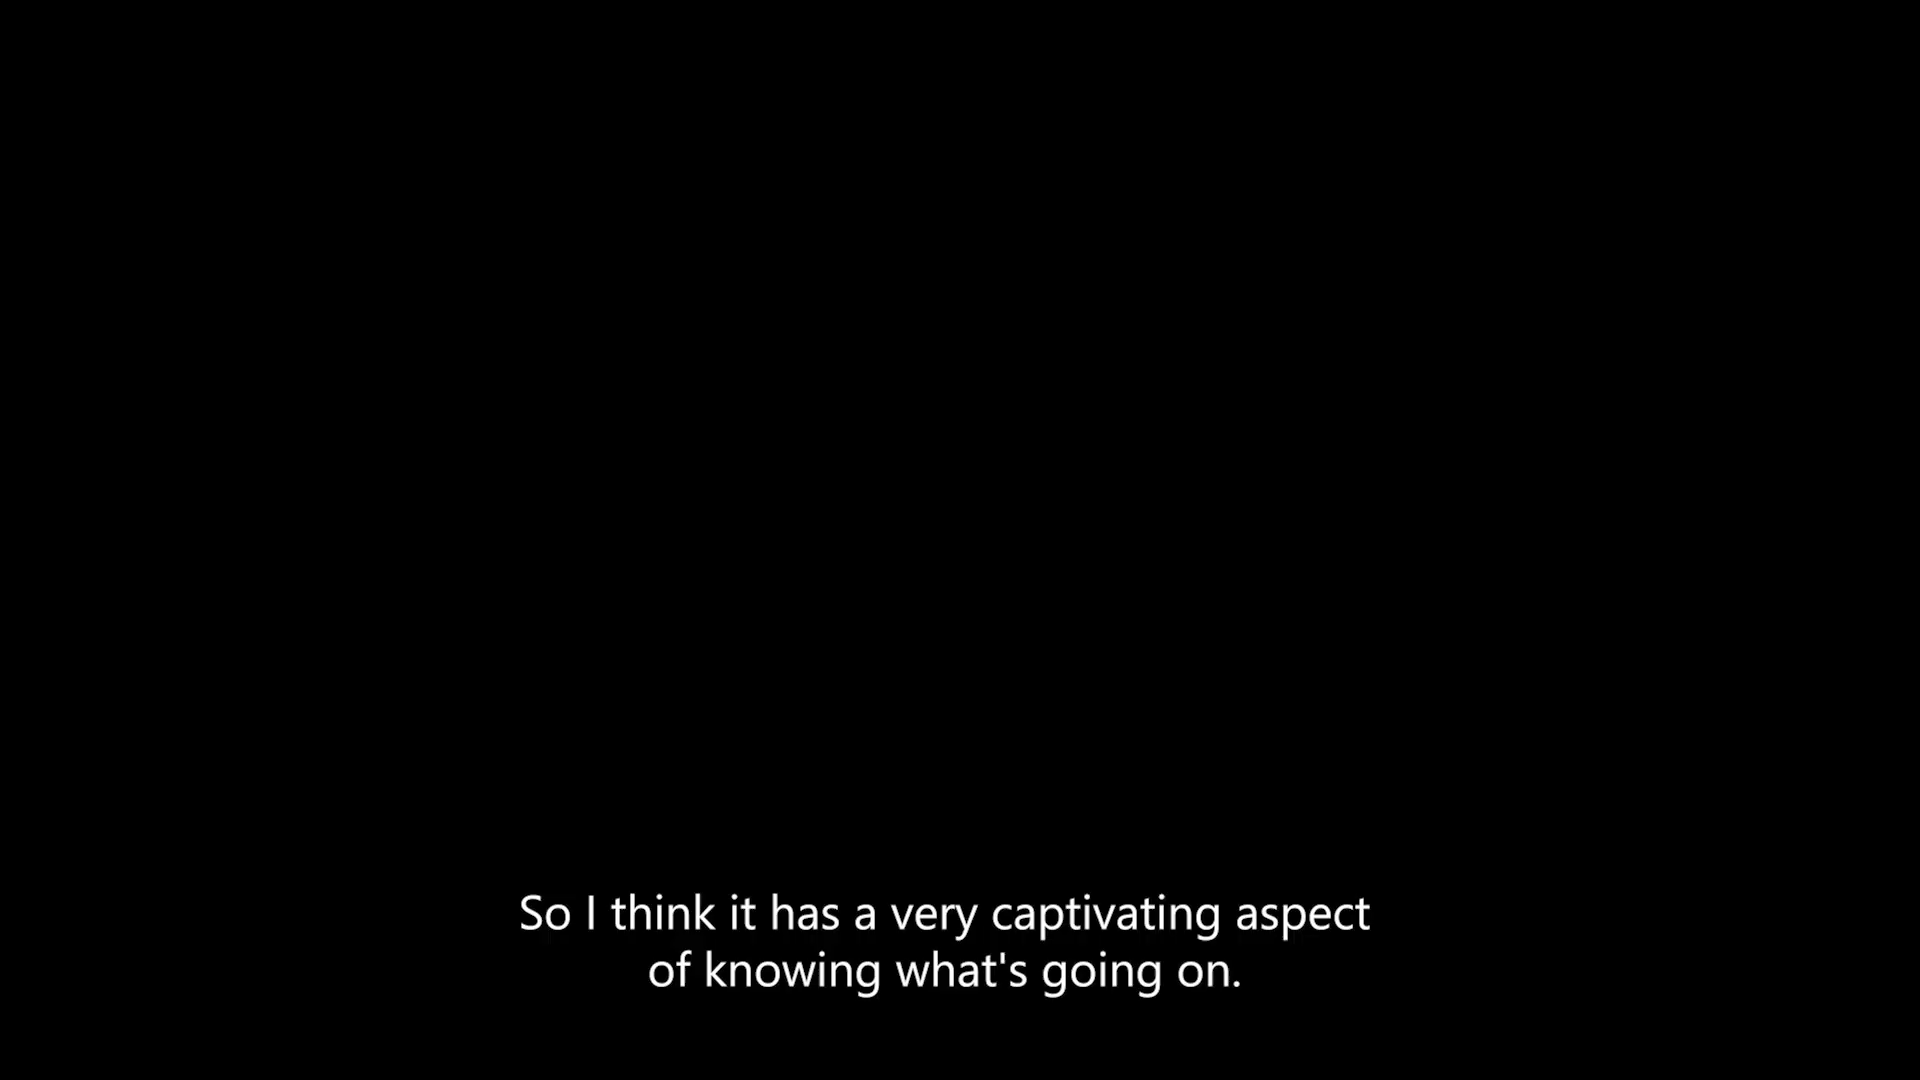 So I think it has a very captivating aspect
of knowing what's going on.